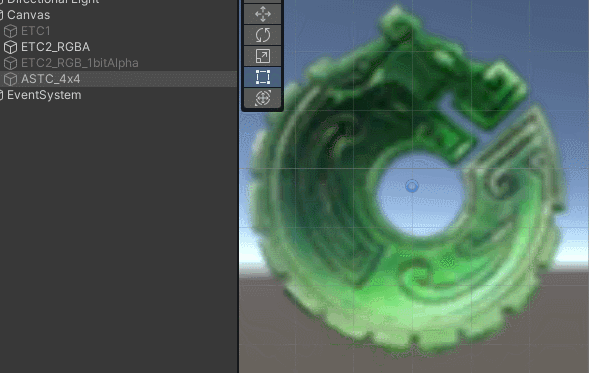 Directional Light
Canvas
ETC1
ETC2_RGBA
ETC2_RGB_1bitAlpha
ASTC_4x4
EventSystem